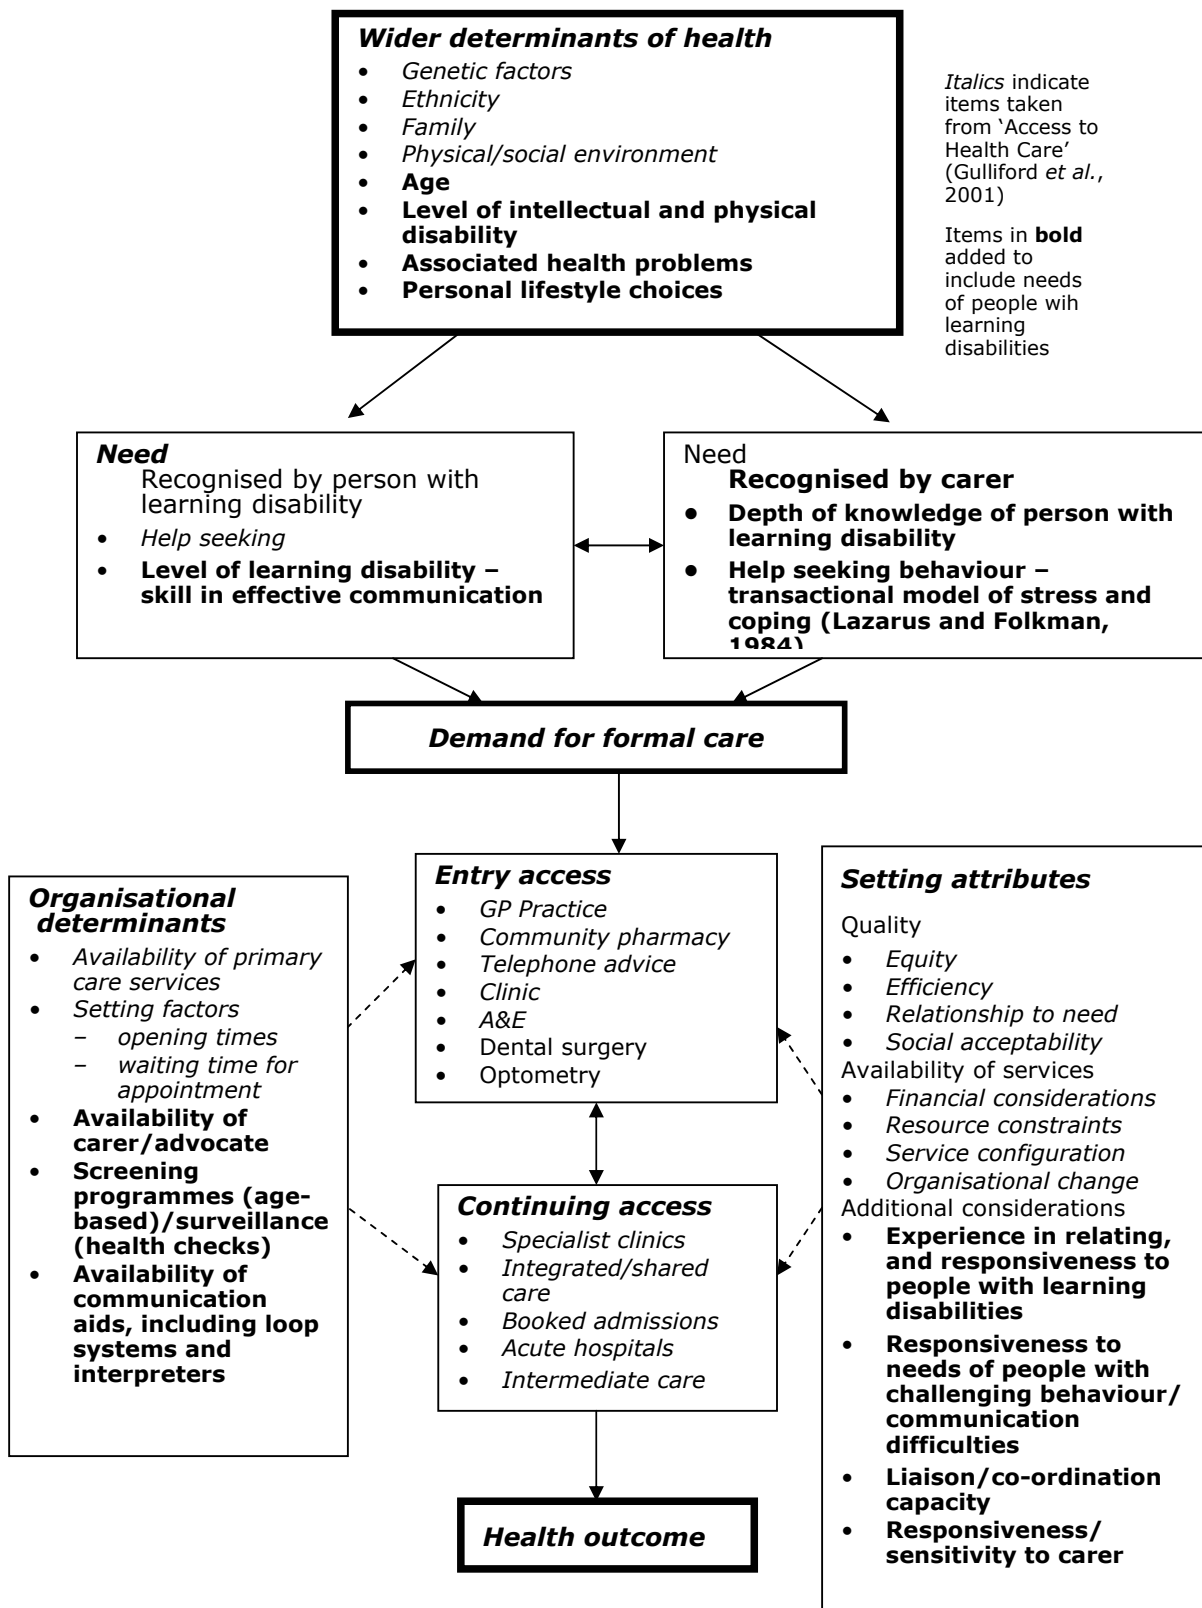 Wider determinants of health
• Genetic factors
• Ethnicity
• Family
• Physical/social environment
• Age
• Level of intellectual and physical
disability
• Associated health problems
• Personal lifestyle choices
Italics indicate
items taken
from ‘Access to
Health Care’
(Gulliford et al.,
2001)
Items in bold
added to
include needs
of people wih
learning
disabilities
Need
Recognised by person with
learning disability
• Help seeking
• Level of learning disability –
skill in effective communication
Need
Recognised by carer
• Depth of knowledge of person with
learning disability
• Help seeking behaviour –
transactional model of stress and
coping (Lazarus and Folkman,
1984)
Demand for formal care
Organisational
determinants
• Availability of primary
care services
• Setting factors
– opening times
– waiting time for
appointment
• Availability of
carer/advocate
• Screening
programmes (age-
based)/surveillance
(health checks)
• Availability of
communication
aids, including loop
systems and
interpreters
Entry access
• GP Practice
• Community pharmacy
• Telephone advice
• Clinic
• A&E
• Dental surgery
• Optometry
Continuing access
• Specialist clinics
• Integrated/shared
care
• Booked admissions
• Acute hospitals
• Intermediate care
Setting attributes
Quality
• Equity
• Efficiency
• Relationship to need
• Social acceptability
Availability of services
• Financial considerations
• Resource constraints
• Service configuration
• Organisational change
Additional considerations
• Experience in relating,
and responsiveness to
people with learning
disabilities
• Responsiveness to
needs of people with
challenging behaviour/
communication
difficulties
• Liaison/co-ordination
capacity
• Responsiveness/
sensitivity to carer
Health outcome